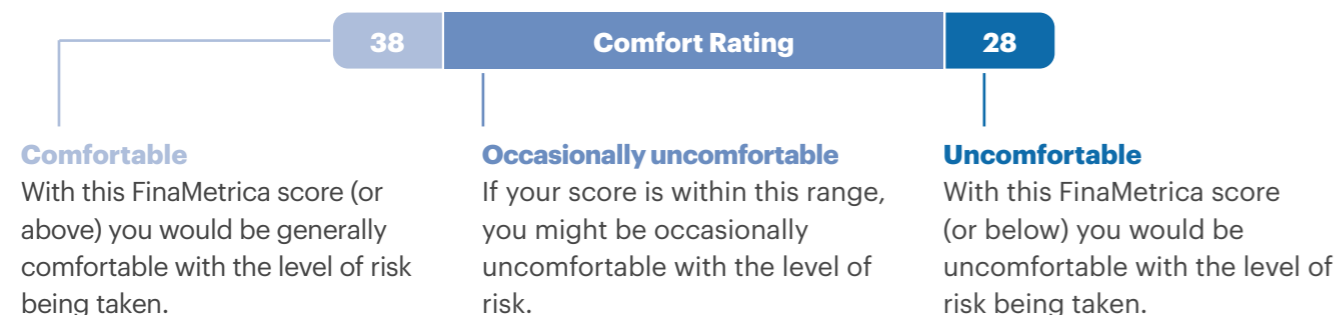 38
Comfort Rating
28
Comfortable
With this FinaMetrica score (or
above) you would be generally
comfortable with the level of risk
being taken.
Occasionally uncomfortable
If your score is within this range,
you might be occasionally
uncomfortable with the level of
risk.
Uncomfortable
With this FinaMetrica score
(or below) you would be
uncomfortable with the level of
risk being taken.